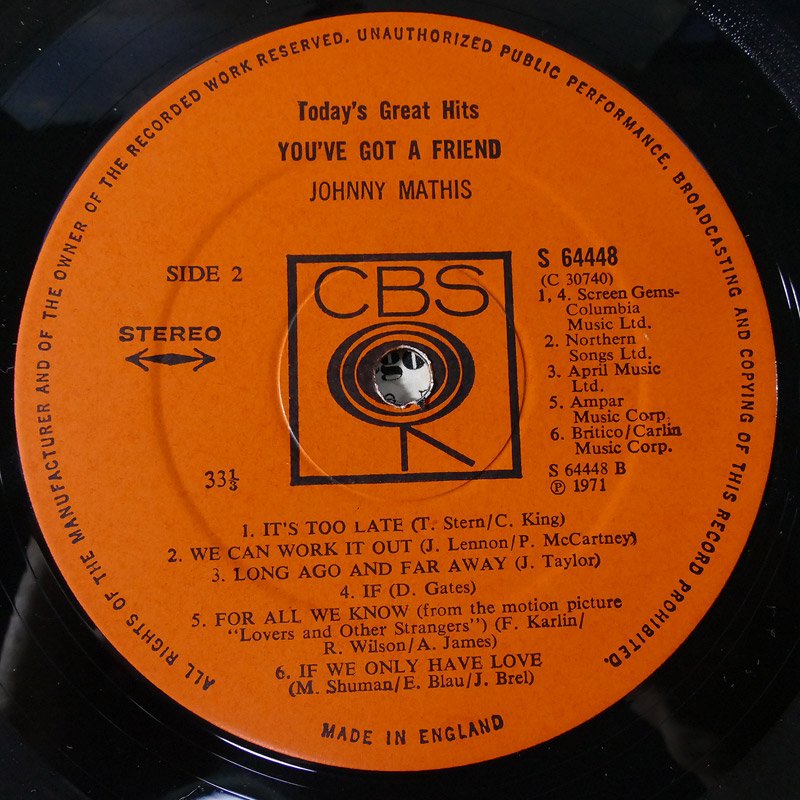 ALL RIGHTS OF THE MANUFACTURER AND OF THE OWNER OF THE RECORDED WORK RESERVED. UNAUTHORIZED PUBLIC PERFORMANCE, BROADCASTING AND COPYING OF THIS RECORD PROHIBITED.
Today's Great Hits
YOU'VE GOT A FRIEND
JOHNNY MATHIS
SIDE 2
STEREO
33⅓
CBS
S 64448
(C 30740)
1, 4. Screen Gems-
Columbia
Music Ltd.
2. Northern
Songs Ltd.
3. April Music
Ltd.
5. Ampar
Music Corp.
6. Britico/Carlin
Music Corp.
S 64448 B
℗ 1971
1. IT'S TOO LATE (T. Stern/C. King)
2. WE CAN WORK IT OUT (J. Lennon/P. McCartney)
3. LONG AGO AND FAR AWAY (J. Taylor)
4. IF (D. Gates)
5. FOR ALL WE KNOW (from the motion picture
"Lovers and Other Strangers") (F. Karlin/
R. Wilson/A. James)
6. IF WE ONLY HAVE LOVE
(M. Shuman/E. Blau/J. Brel)
MADE IN ENGLAND